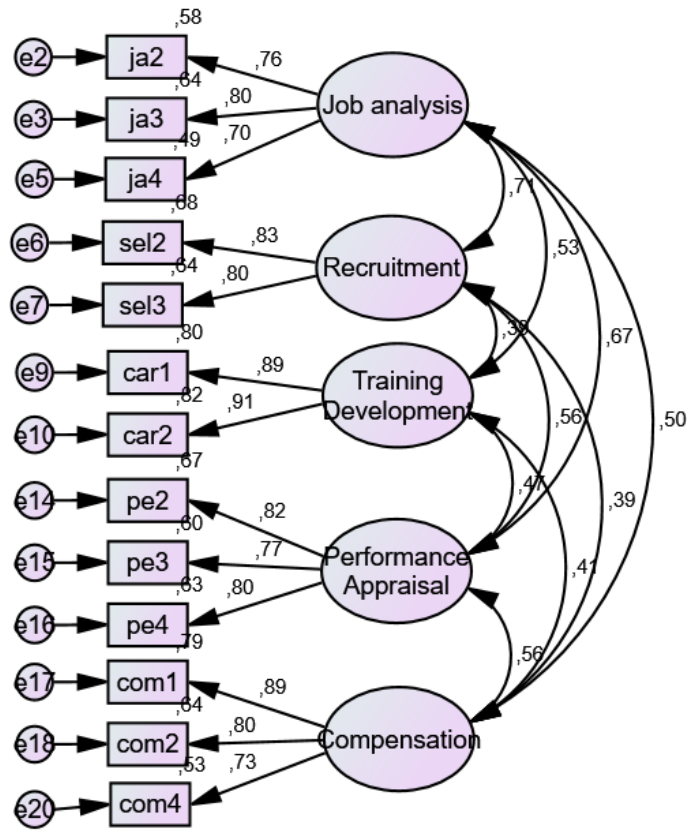 ,58
e2 ja2 ,76
,64
e3 ja3 ,80 Job analysis
,49 ,70
e5 ja4
,68 ,71
e6 sel2 ,83
,64 ,53
e7 sel3 ,80 Recruitment
,80 ,67
e9 car1 ,89 Training
,82 Development
e10 car2 ,91 ,56 ,50
,67
e14 pe2 ,82 ,47 ,39
,60
e15 pe3 ,77 Performance
,63 Appraisal ,41
e16 pe4 ,80
,79 ,56
e17 com1 ,89
,64
e18 com2 ,80 Compensation
,53 ,73
e20 com4